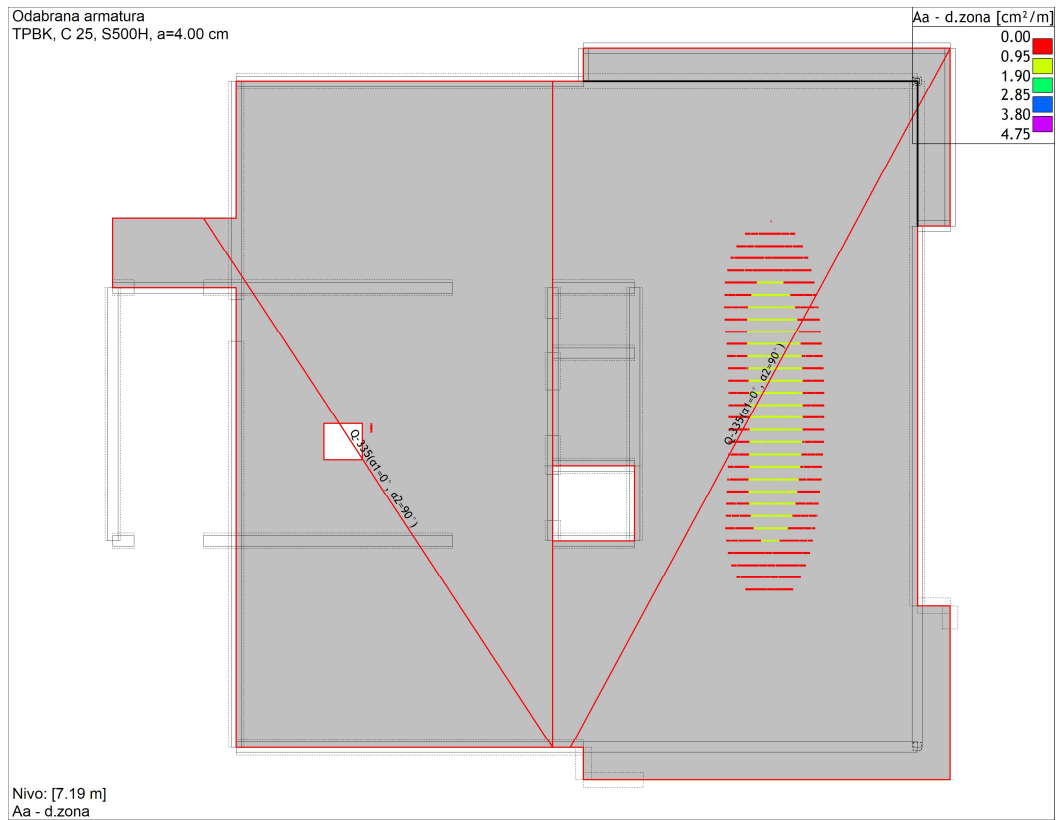 Odabrana armatura
TPBK, C 25, S500H, a=4.00 cm
Aa - d.zona [cm²/m]
0.00
0.95
1.90
2.85
3.80
4.75
Q-335(α1=0°, α2=90°)
Q-335(α1=0°, α2=90°)
Nivo: [7.19 m]
Aa - d.zona